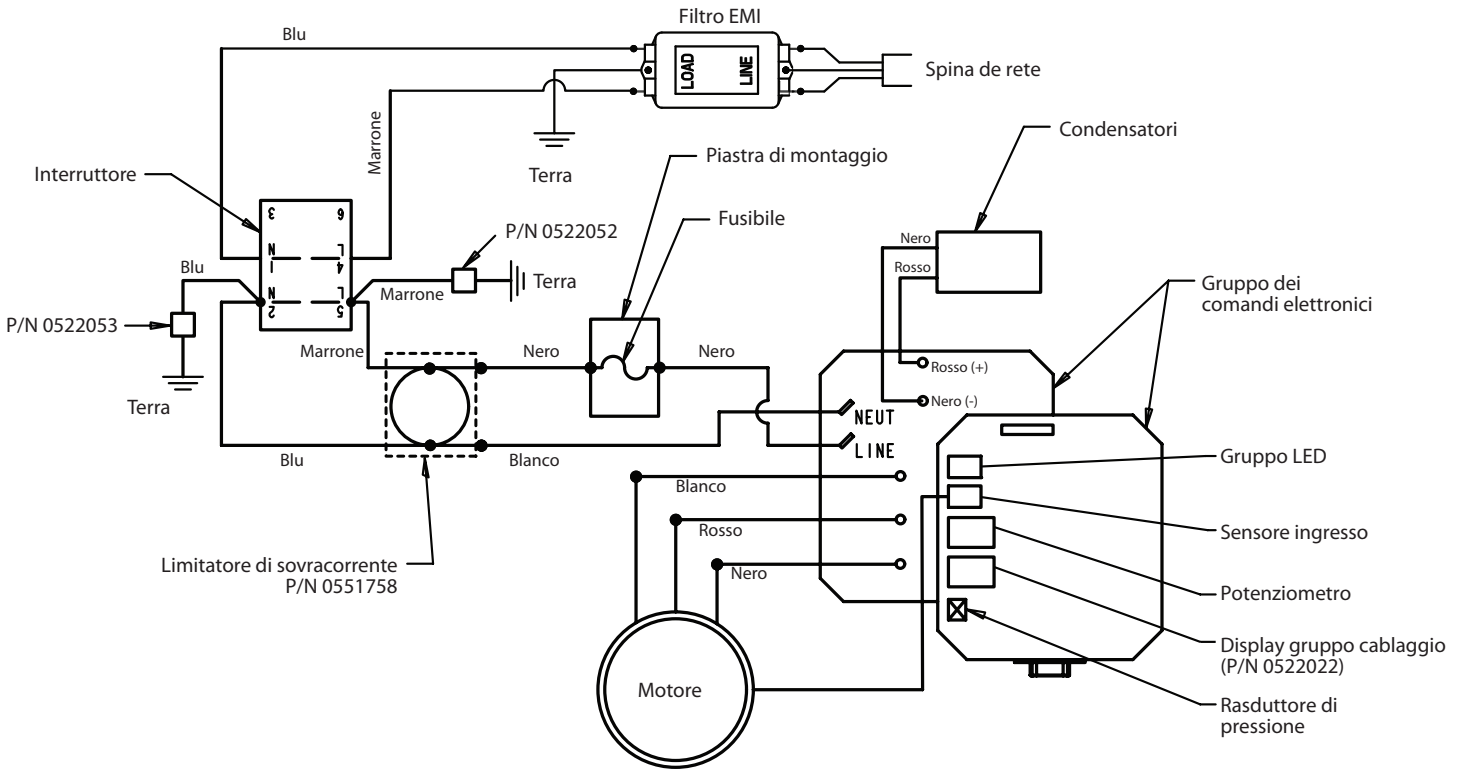 Filtro EMI
Blu
LOAD
LINE
Spina de rete
Marrone
Terra
Condensatori
Piastra di montaggio
Interruttore
Fusibile
3
6
P/N 0522052
N
L
1
4
Nero
Rosso
Blu
Marrone
Terra
N
L
2
5
Gruppo dei
comandi elettronici
P/N 0522053
Marrone
Nero
Nero
Rosso (+)
Terra
Nero (-)
NEUT
LINE
Blu
Blanco
Gruppo LED
Blanco
Rosso
Sensore ingresso
Limitatore di sovracorrente
P/N 0551758
Nero
Potenziometro
Display gruppo cablaggio
(P/N 0522022)
Motore
Rasduttore di
pressione